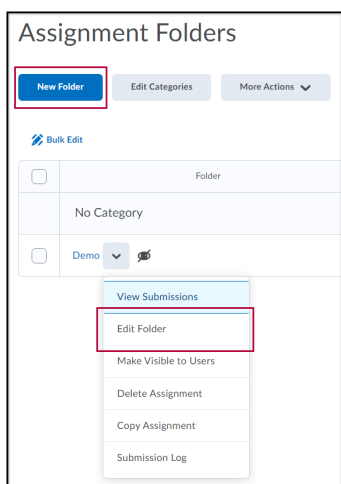 Assignment Folders
New Folder Edit Categories More Actions
Bulk Edit
Folder
No Category
Demo
View Submissions
Edit Folder
Make Visible to Users
Delete Assignment
Copy Assignment
Submission Log